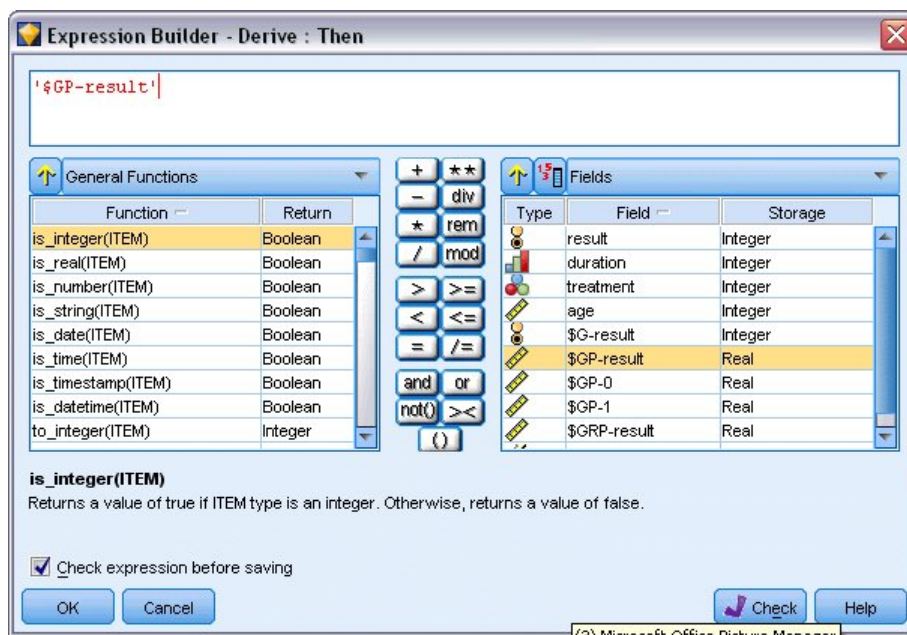 Expression Builder - Derive : Then
'$GP-result'
General Functions
Function Return
is_integer(ITEM) Boolean
is_real(ITEM) Boolean
is_number(ITEM) Boolean
is_string(ITEM) Boolean
is_date(ITEM) Boolean
is_time(ITEM) Boolean
is_timestamp(ITEM) Boolean
is_datetime(ITEM) Boolean
to_integer(ITEM) Integer
+ **
- div
* rem
/ mod
> >=
< <=
= /=
and or
not() ><
()
Fields
Type Field Storage
result Integer
duration Integer
treatment Integer
age Integer
$G-result Integer
$GP-result Real
$GP-0 Real
$GP-1 Real
$GRP-result Real
is_integer(ITEM)
Returns a value of true if ITEM type is an integer. Otherwise, returns a value of false.
Check expression before saving
OK Cancel Check Help
(2) Microsoft Office Picture Manager